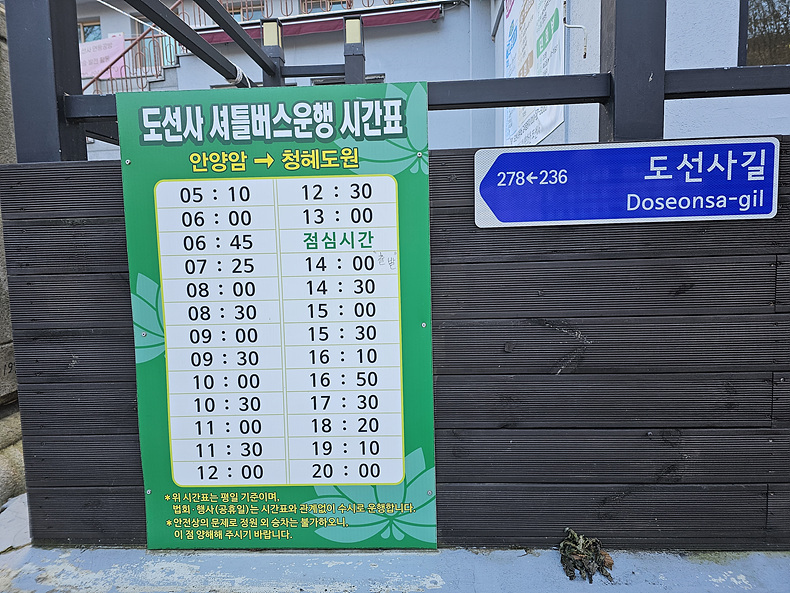 도선사 셔틀버스운행 시간표
안양암 → 청혜도원
05 : 10
06 : 00
06 : 45
07 : 25
08 : 00
08 : 30
09 : 00
09 : 30
10 : 00
10 : 30
11 : 00
11 : 30
12 : 00
12 : 30
13 : 00
점심시간
14 : 00
14 : 30
15 : 00
15 : 30
16 : 10
16 : 50
17 : 30
18 : 20
19 : 10
20 : 00
*위 시간표는 평일 기준이며,
법회·행사(공휴일)는 시간표와 관계없이 수시로 운행합니다.
*안전상의 문제로 정원 외 승차는 불가하오니,
이 점 양해해 주시기 바랍니다.
278←236
도선사길
Doseonsa-gil